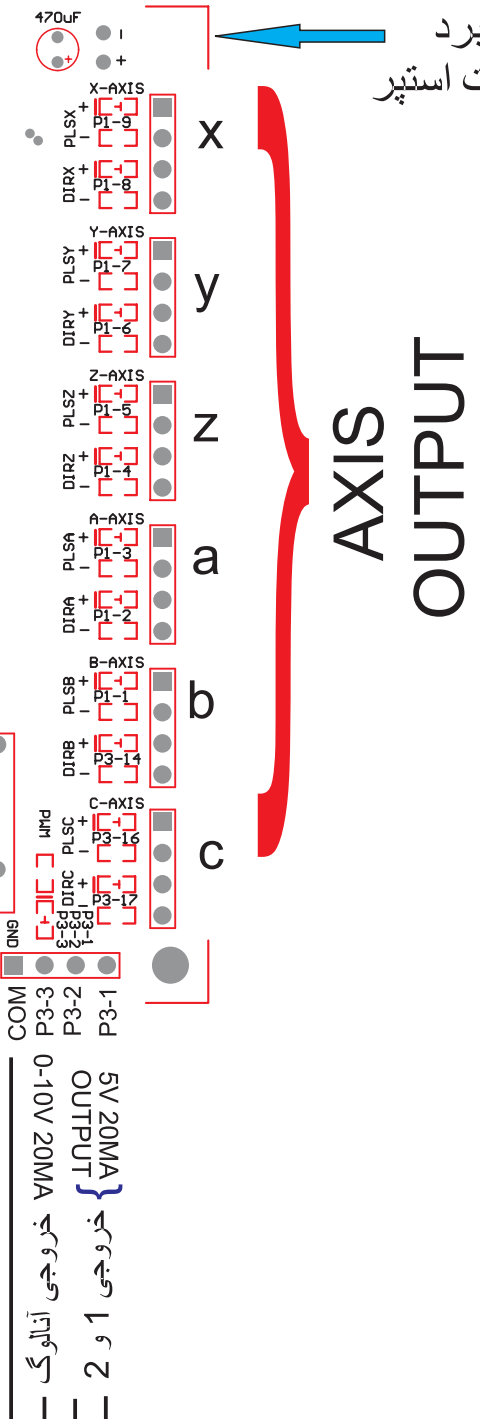 470uF
-
+
برد
ت استپر
X-AXIS
PLSX + -
P1-9
DIRX + -
P1-8
x
Y-AXIS
PLSY + -
P1-7
DIRY + -
P1-6
y
Z-AXIS
PLSZ + -
P1-5
DIRZ + -
P1-4
z
A-AXIS
PLSA + -
P1-3
DIRA + -
P1-2
a
B-AXIS
PLSB + -
P1-1
DIRB + -
P3-14
b
C-AXIS
PLSC + -
P3-16
DIRC + -
P3-17
c
AXIS
OUTPUT
PWM
GND
P3-3
P3-2
P3-1
COM
P3-3
P3-2
P3-1
0-10V 20MA خروجی آنالوگ
5V 20MA
OUTPUT
خروجی 1 و 2